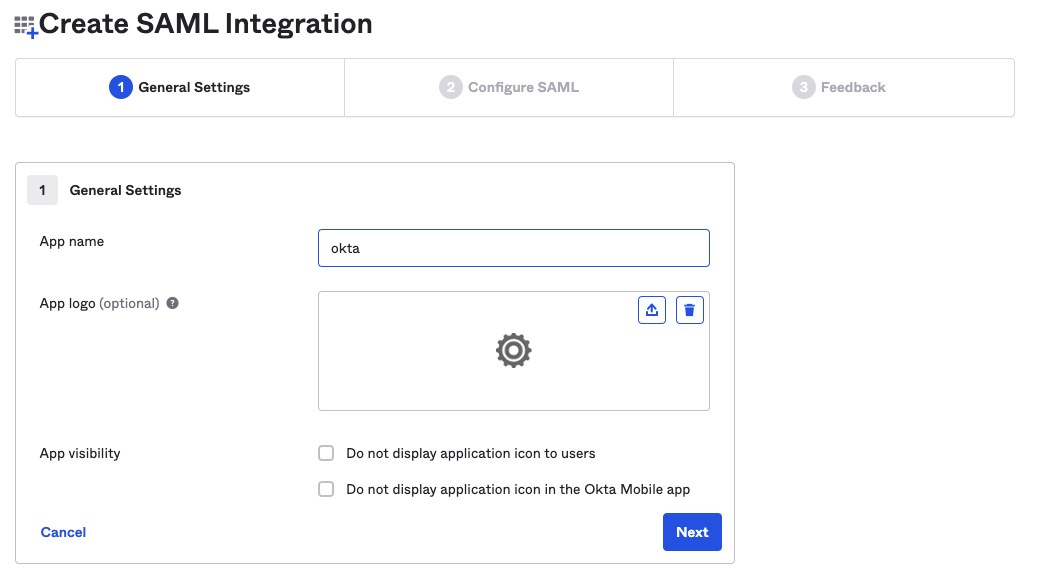 Create SAML Integration
1 General Settings
2 Configure SAML
3 Feedback
1 General Settings
App name
okta
App logo (optional) ?
App visibility
Do not display application icon to users
Do not display application icon in the Okta Mobile app
Cancel
Next